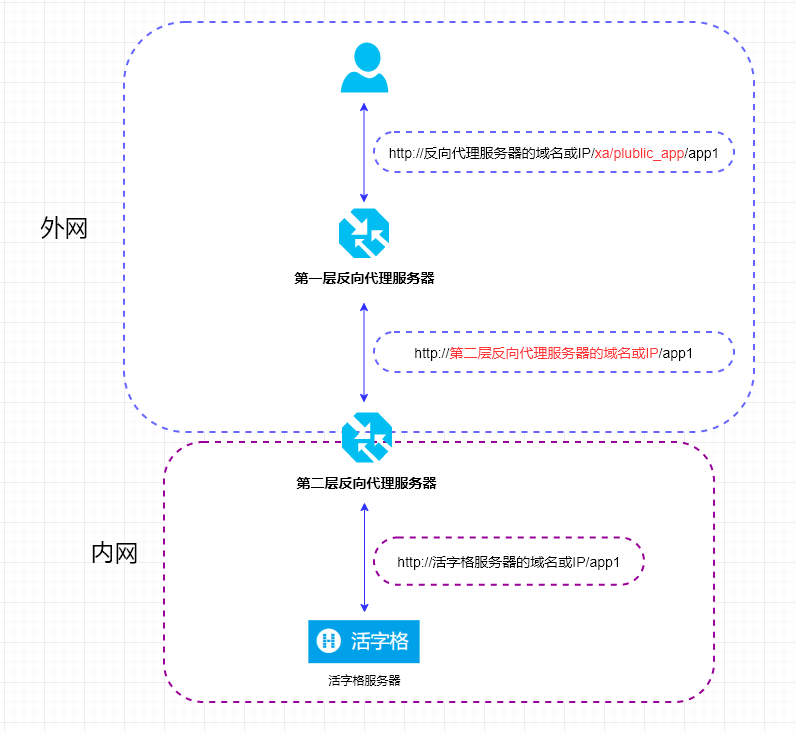 http://反向代理服务器的域名或IP/xa/plublic_app/app1
外网
第一层反向代理服务器
http://第二层反向代理服务器的域名或IP/app1
第二层反向代理服务器
内网
http://活字格服务器的域名或IP/app1
活字格
活字格服务器